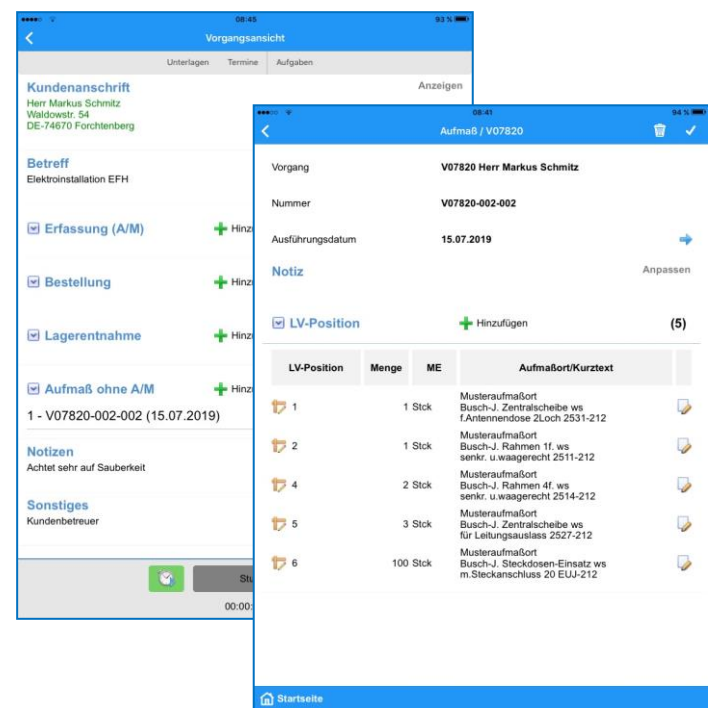 08:45
93 %
Vorgangsansicht
Unterlagen Termine Aufgaben
Kundenanschrift Anzeigen
Herr Markus Schmitz
Waldowstr. 54
DE-74670 Forchtenberg
Betreff
Elektroinstallation EFH
Erfassung (A/M)
Bestellung
Lagerentnahme
Aufmaß ohne A/M
1 - V07820-002-002 (15.07.2019)
Notizen
Achtet sehr auf Sauberkeit
Sonstiges
Kundenbetreuer
00:00:
08:41
94 %
Aufmaß / V07820
Vorgang V07820 Herr Markus Schmitz
Nummer V07820-002-002
Ausführungsdatum 15.07.2019
Notiz Anpassen
LV-Position Hinzufügen (5)
LV-Position Menge ME Aufmaßort/Kurztext
Musteraufmaßort
1 1 Stck Busch-J. Zentralscheibe ws
f.Antennendose 2Loch 2531-212
Musteraufmaßort
2 1 Stck Busch-J. Rahmen 1f. ws
senkr. u.waagerecht 2511-212
Musteraufmaßort
4 2 Stck Busch-J. Rahmen 4f. ws
senkr. u.waagerecht 2514-212
Musteraufmaßort
5 3 Stck Busch-J. Zentralscheibe ws
für Leitungsauslass 2527-212
Musteraufmaßort
6 100 Stck Busch-J. Steckdosen-Einsatz ws
m.Steckanschluss 20 EUJ-212
Startseite